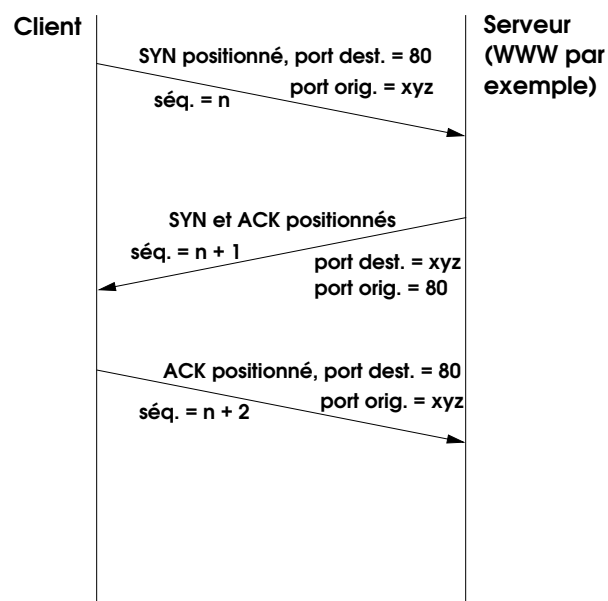 Client
Serveur
(WWW par
exemple)
SYN positionné, port dest. = 80
port orig. = xyz
séq. = n
SYN et ACK positionnés
séq. = n + 1
port dest. = xyz
port orig. = 80
ACK positionné, port dest. = 80
port orig. = xyz
séq. = n + 2